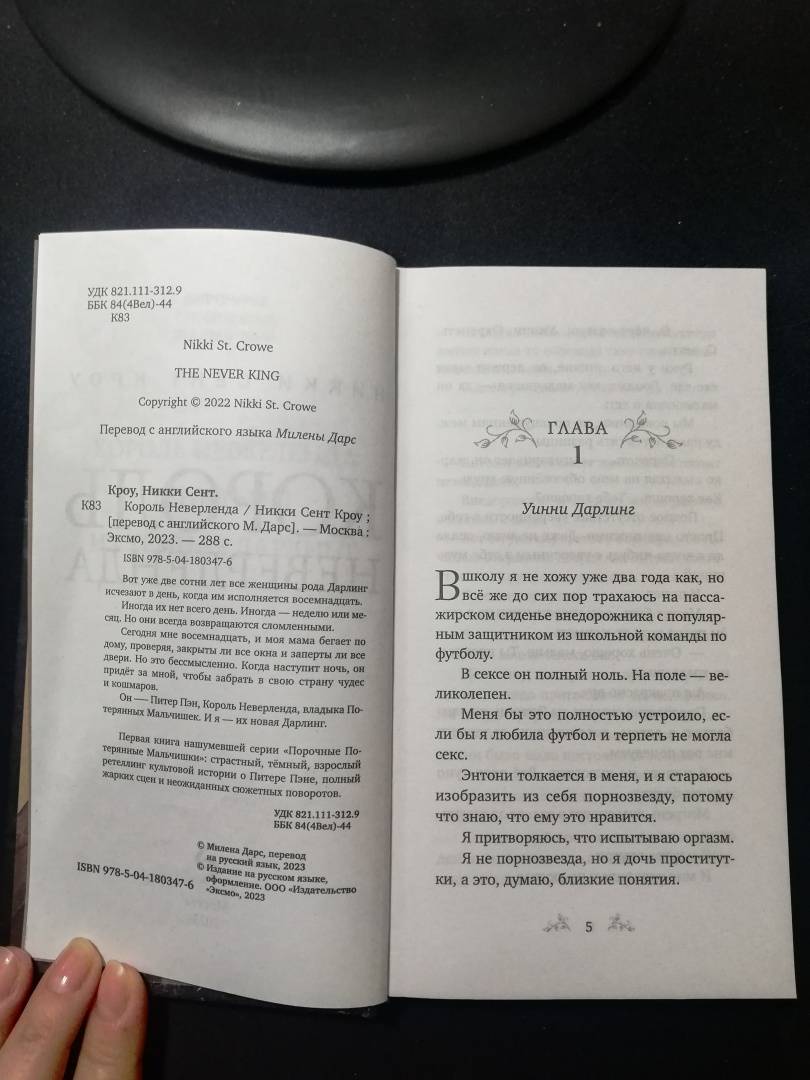 УДК 821.111-312.9
ББК 84(4Вел)-44
К83
Nikki St. Crowe
THE NEVER KING
Copyright © 2022 Nikki St. Crowe
Перевод с английского языка Милены Дарс
Кроу, Никки Сент.
К83 Король Неверленда / Никки Сент Кроу ;
[перевод с английского М. Дарс]. — Москва :
Эксмо, 2023. — 288 с.
ISBN 978-5-04-180347-6
Вот уже две сотни лет все женщины рода Дарлинг
исчезают в день, когда им исполняется восемнадцать.
Иногда их нет всего день. Иногда — неделю или ме-
сяц. Но они всегда возвращаются сломленными.
Сегодня мне восемнадцать, и моя мама бегает по
дому, проверяя, закрыты ли все окна и заперты ли все
двери. Но это бессмысленно. Когда наступит ночь, он
придёт за мной, чтобы забрать в свою страну чудес
и кошмаров.
Он — Питер Пэн, Король Неверленда, владыка По-
терянных Мальчишек. И я — их новая Дарлинг.
Первая книга нашумевшей серии «Порочные По-
терянные Мальчишки»: страстный, тёмный, взрослый
ретеллинг культовой истории о Питере Пэне, полный
жарких сцен и неожиданных сюжетных поворотов.
УДК 821.111-312.9
ББК 84(4Вел)-44
© Милена Дарс, перевод
на русский язык, 2023
© Издание на русском языке,
оформление. ООО «Издательство
«Эксмо», 2023
ISBN 978-5-04-180347-6
ГЛАВА
1
Уинни Дарлинг
В школу я не хожу уже два года как, но
всё же до сих пор трахаюсь на пасса-
жирском сиденье внедорожника с популяр-
ным защитником из школьной команды по
футболу.
В сексе он полный ноль. На поле — ве-
ликолепен.
Меня бы это полностью устроило, ес-
ли бы я любила футбол и терпеть не могла
секс.
Энтони толкается в меня, и я стараюсь
изобразить из себя порнозвезду, потому
что знаю, что ему это нравится.
Я притворяюсь, что испытываю оргазм.
Я не порнозвезда, но я дочь проститут-
ки, а это, думаю, близкие понятия.
5